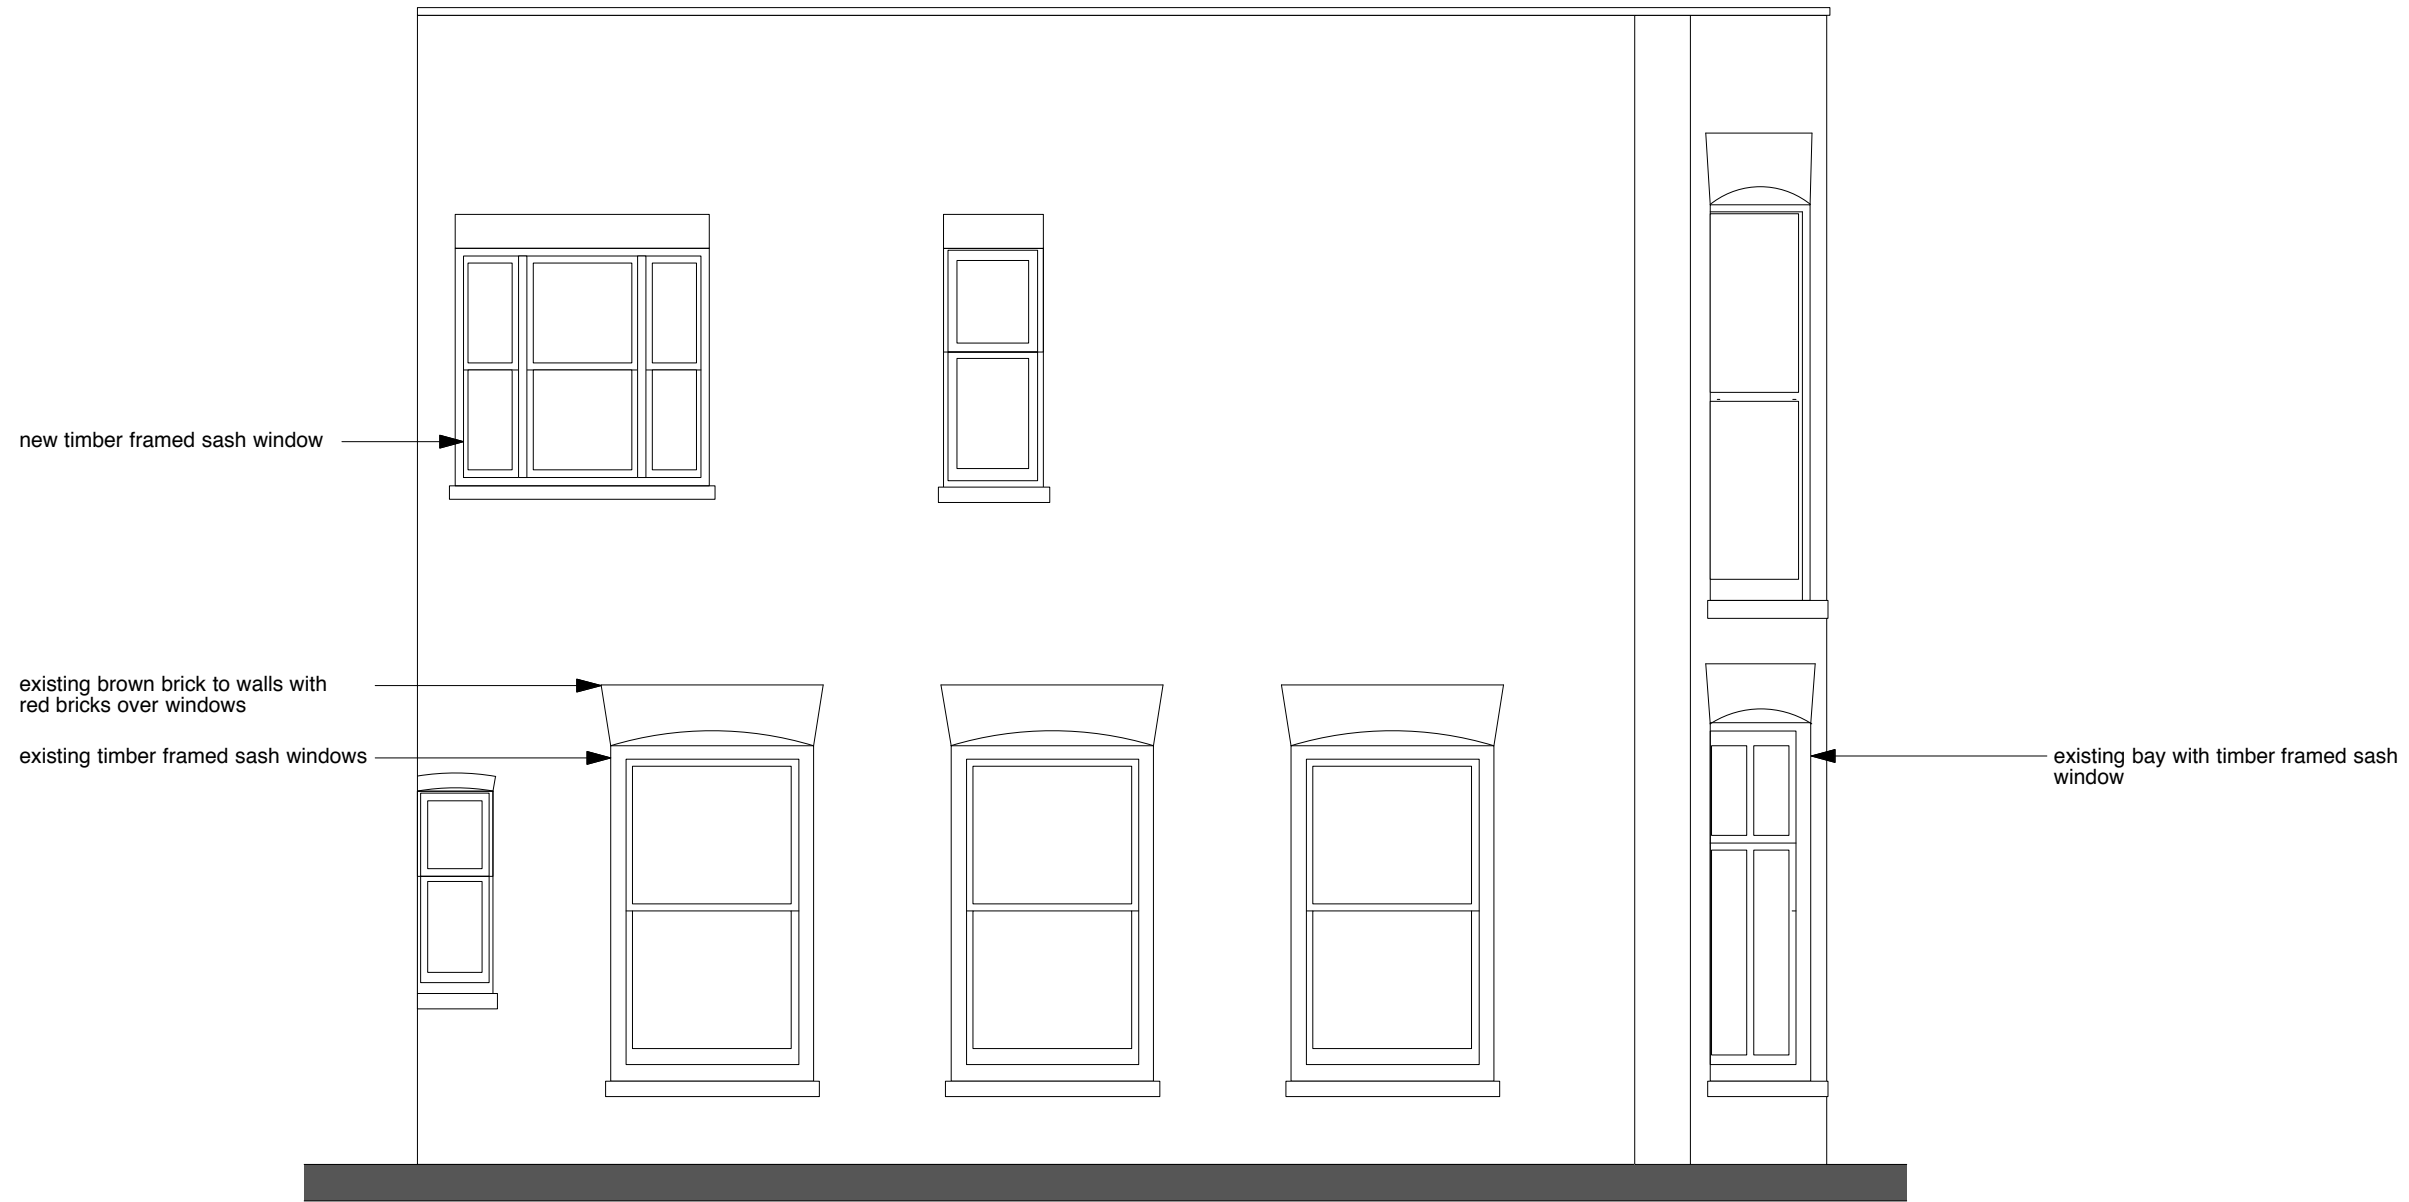 new timber framed sash window
existing brown brick to walls with
red bricks over windows
existing timber framed sash windows
existing bay with timber framed sash
window